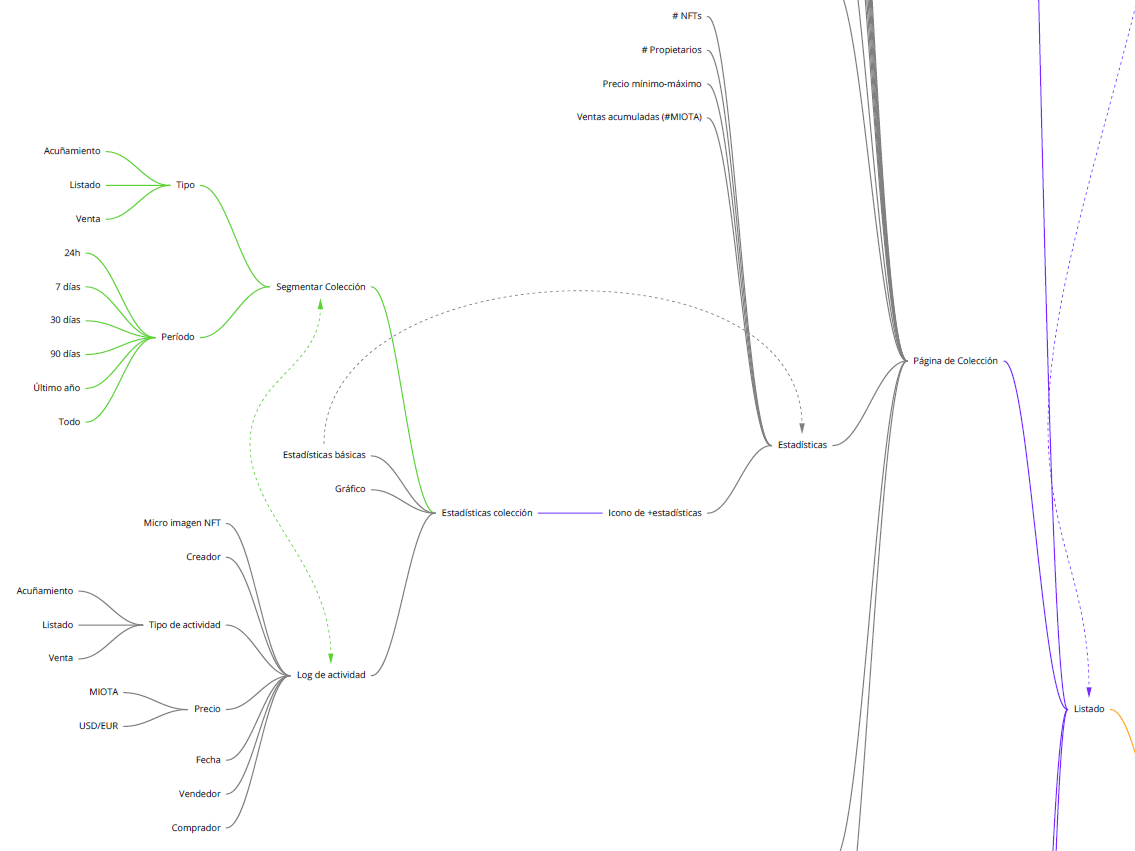 # NFTs
# Propietarios
Precio mínimo-máximo
Ventas acumuladas (#MIOTA)
Acuñamiento
Listado
Tipo
Venta
24h
7 días
Segmentar Colección
30 días
Período
90 días
Último año
Todo
Página de Colección
Estadísticas
Estadísticas básicas
Gráfico
Estadísticas colección
Icono de +estadísticas
Micro imagen NFT
Creador
Acuñamiento
Listado
Tipo de actividad
Venta
Log de actividad
MIOTA
Precio
USD/EUR
Listado
Fecha
Vendedor
Comprador